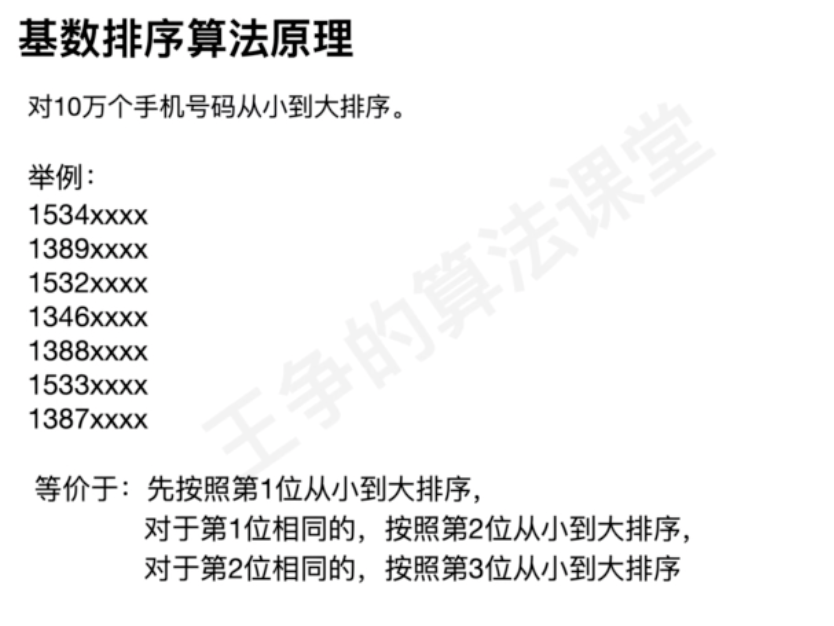 基数排序算法原理
对10万个手机号码从小到大排序。
举例：
1534xxxx
1389xxxx
1532xxxx
1346xxxx
1388xxxx
1533xxxx
1387xxxx
等价于：先按照第1位从小到大排序，
对于第1位相同的，按照第2位从小到大排序，
对于第2位相同的，按照第3位从小到大排序
王争的算法课堂